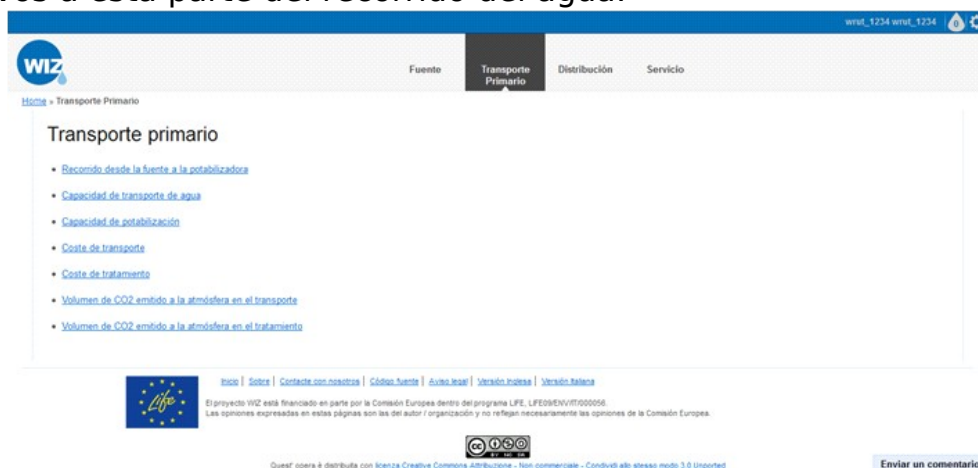 a esta parte del recorrido del agua.
wrut_1234 wrut_1234 0
WIZ
Fuente Transporte Primario Distribución Servicio
Home » Transporte Primario
Transporte primario
Recorrido desde la fuente a la potabilizadora
Capacidad de transporte de agua
Capacidad de potabilización
Coste de transporte
Coste de tratamiento
Volumen de CO2 emitido a la atmósfera en el transporte
Volumen de CO2 emitido a la atmósfera en el tratamiento
Inicio | Sobre | Contacte con nosotros | Código fuente | Aviso legal | Versión Inglesa | Versión Italiana
Life
El proyecto WIZ está financiado en parte por la Comisión Europea dentro del programa LIFE, LIFE09/ENV/IT/000056.
Las opiniones expresadas en estas páginas son las del autor / organización y no reflejan necesariamente las opiniones de la Comisión Europea.
cc
BY NC SA
Quest' opera è distribuita con licenza Creative Commons Attribuzione - Non commerciale - Condividi allo stesso modo 3.0 Unported
Enviar un comentario